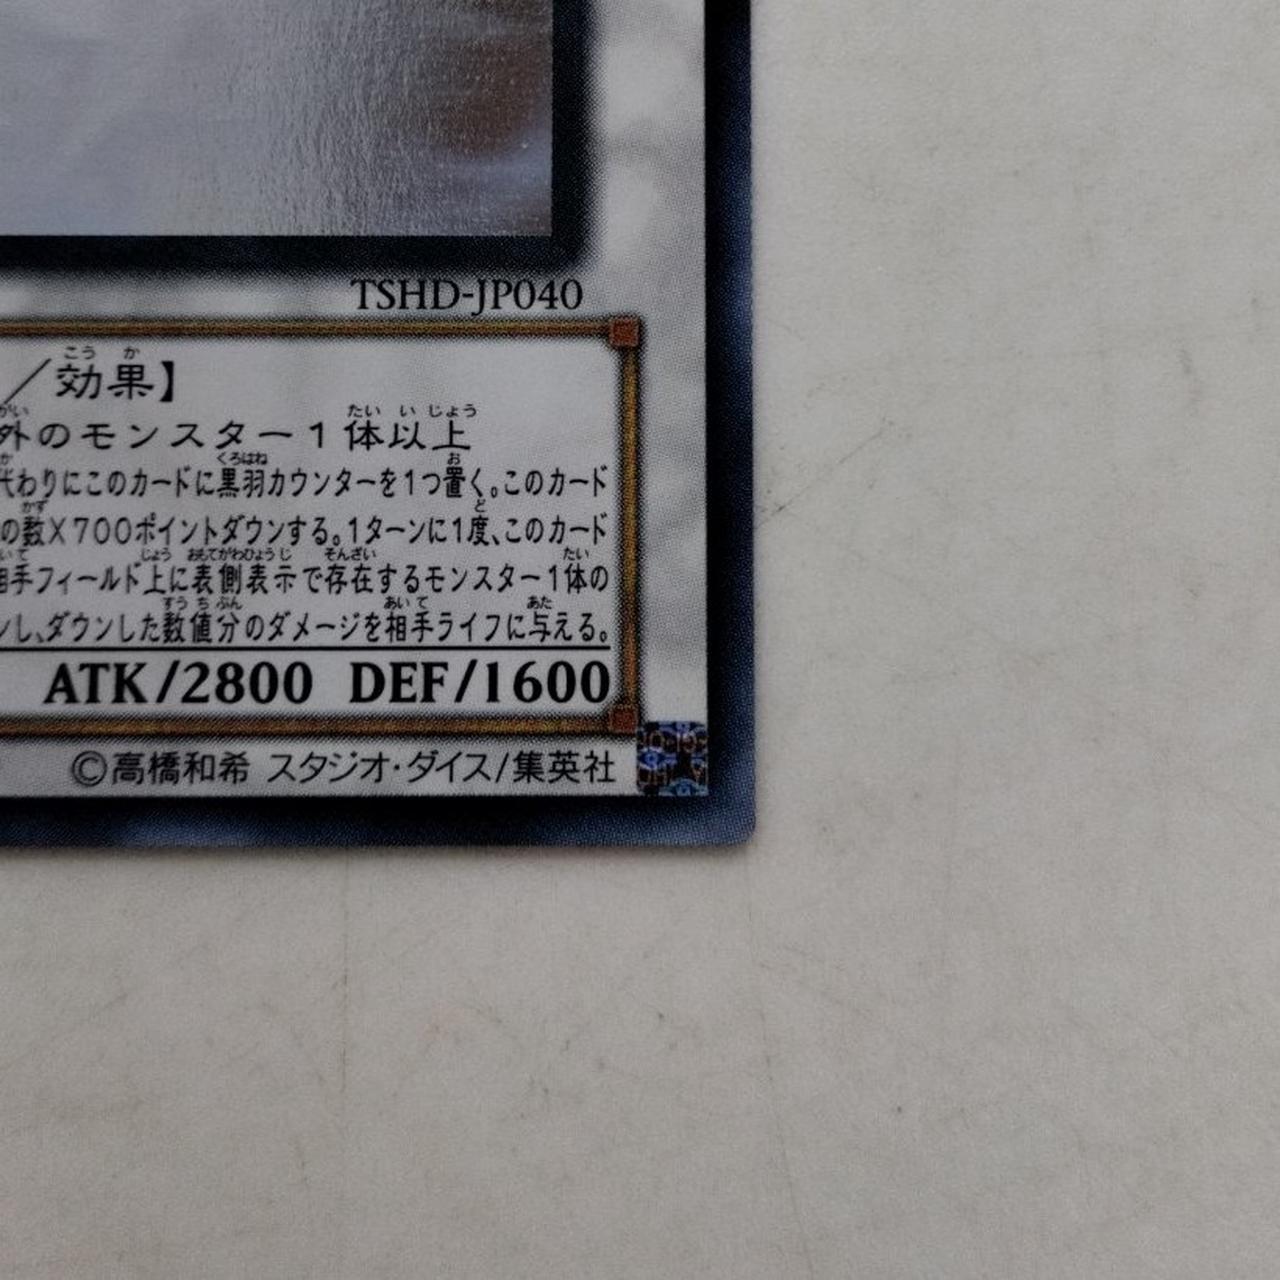 TSHD-JP040
／効果】
外のモンスター1体以上
代わりにこのカードに黒羽カウンターを1つ置く。このカード
の数×700ポイントダウンする。1ターンに1度、このカード
相手フィールド上に表側表示で存在するモンスター1体の
ンし、ダウンした数値分のダメージを相手ライフに与える。
ATK/2800 DEF/1600
©高橋和希 スタジオ・ダイス/集英社